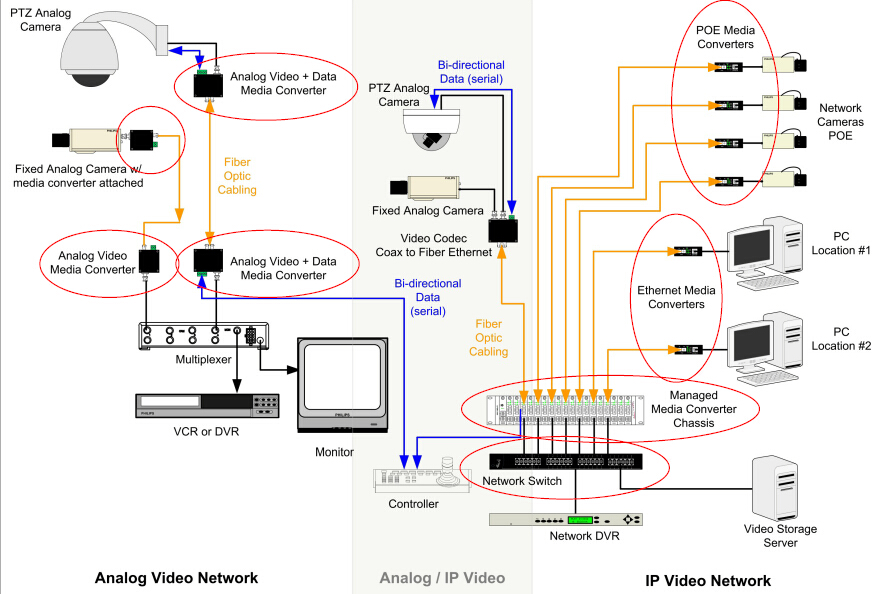 PTZ Analog
Camera
Analog Video + Data
Media Converter
Fixed Analog Camera w/
media converter attached
Fiber
Optic
Cabling
Analog Video
Media Converter
Analog Video + Data
Media Converter
Multiplexer
PHILIPS
VCR or DVR
PHILIPS
Monitor
Analog Video Network
Bi-directional
Data (serial)
PTZ Analog
Camera
Fixed Analog Camera
Video Codec
Coax to Fiber Ethernet
Bi-directional
Data
(serial)
Fiber
Optic
Cabling
Controller
Analog / IP Video
POE Media
Converters
Network
Cameras
POE
PC
Location #1
Ethernet Media
Converters
PC
Location #2
Managed
Media Converter
Chassis
Network Switch
Network DVR
Video Storage
Server
IP Video Network